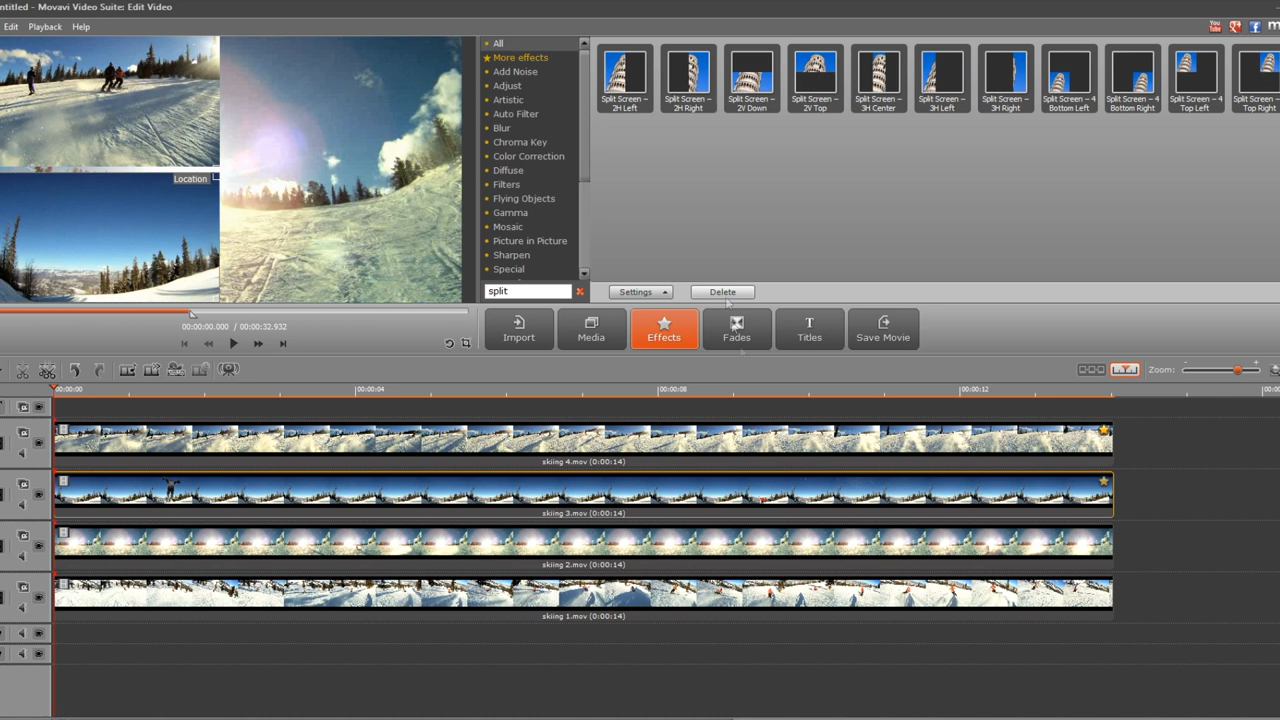 ntitled - Movavi Video Suite: Edit Video
Edit Playback Help
Location
00:00:00.000 / 00:00:32.932
All
More effects
Add Noise
Adjust
Artistic
Auto Filter
Blur
Chroma Key
Color Correction
Diffuse
Filters
Flying Objects
Gamma
Mosaic
Picture in Picture
Sharpen
Special
split
Split Screen –
2H Left
Split Screen –
2H Right
Split Screen –
2V Down
Split Screen –
2V Top
Split Screen –
3H Center
Split Screen –
3H Left
Split Screen –
3H Right
Split Screen – 4
Bottom Left
Split Screen – 4
Bottom Right
Split Screen – 4
Top Left
Split Screen –
Top Right
You
Tube
Settings Delete
Import Media Effects Fades Titles Save Movie
Zoom:
00:00:00 00:00:04 00:00:08 00:00:12 00:00
skiing 4.mov (0:00:14)
skiing 3.mov (0:00:14)
skiing 2.mov (0:00:14)
skiing 1.mov (0:00:14)